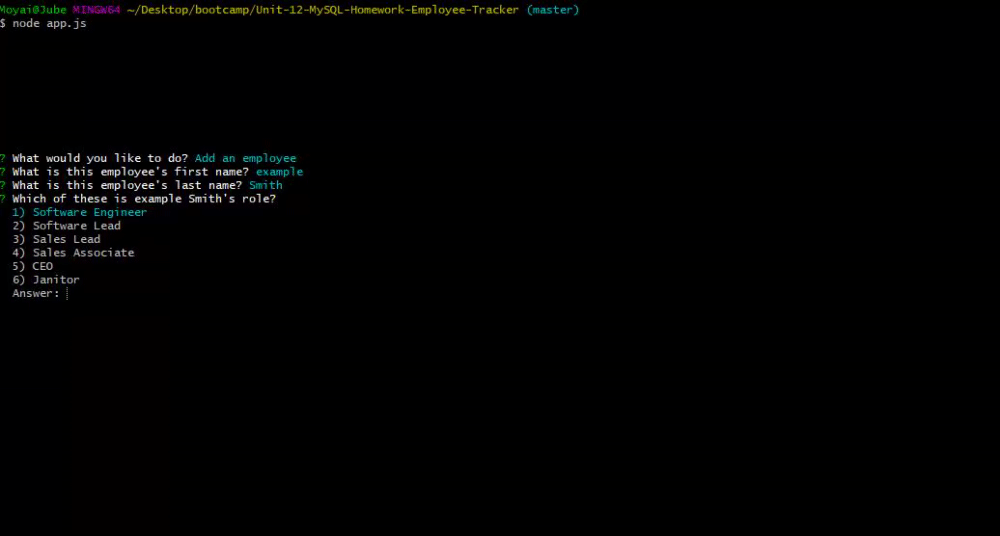 Moyai@Jube MINGW64 ~/Desktop/bootcamp/Unit-12-MySQL-Homework-Employee-Tracker (master)
$ node app.js
? What would you like to do? Add an employee
? What is this employee's first name? example
? What is this employee's last name? Smith
? Which of these is example Smith's role?
1) Software Engineer
2) Software Lead
3) Sales Lead
4) Sales Associate
5) CEO
6) Janitor
Answer: